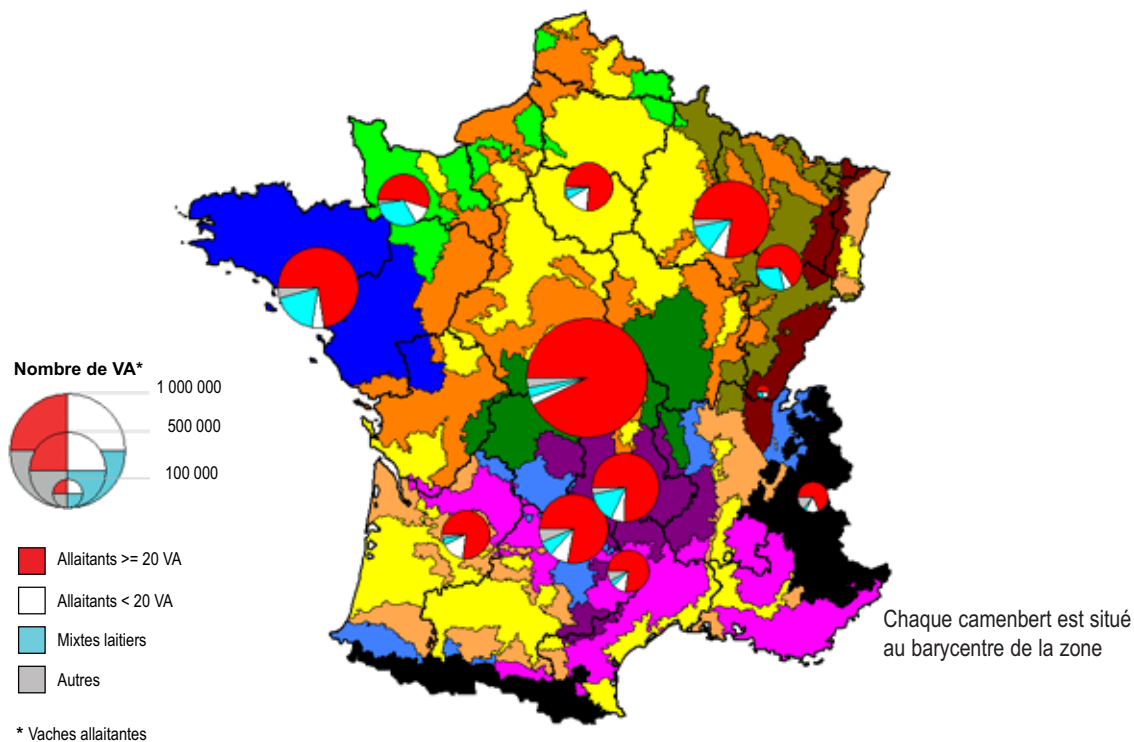 Nombre de VA*
1 000 000
500 000
100 000
Allaitants >= 20 VA
Allaitants < 20 VA
Mixtes laitiers
Autres
* Vaches allaitantes
Chaque camenbert est situé
au barycentre de la zone